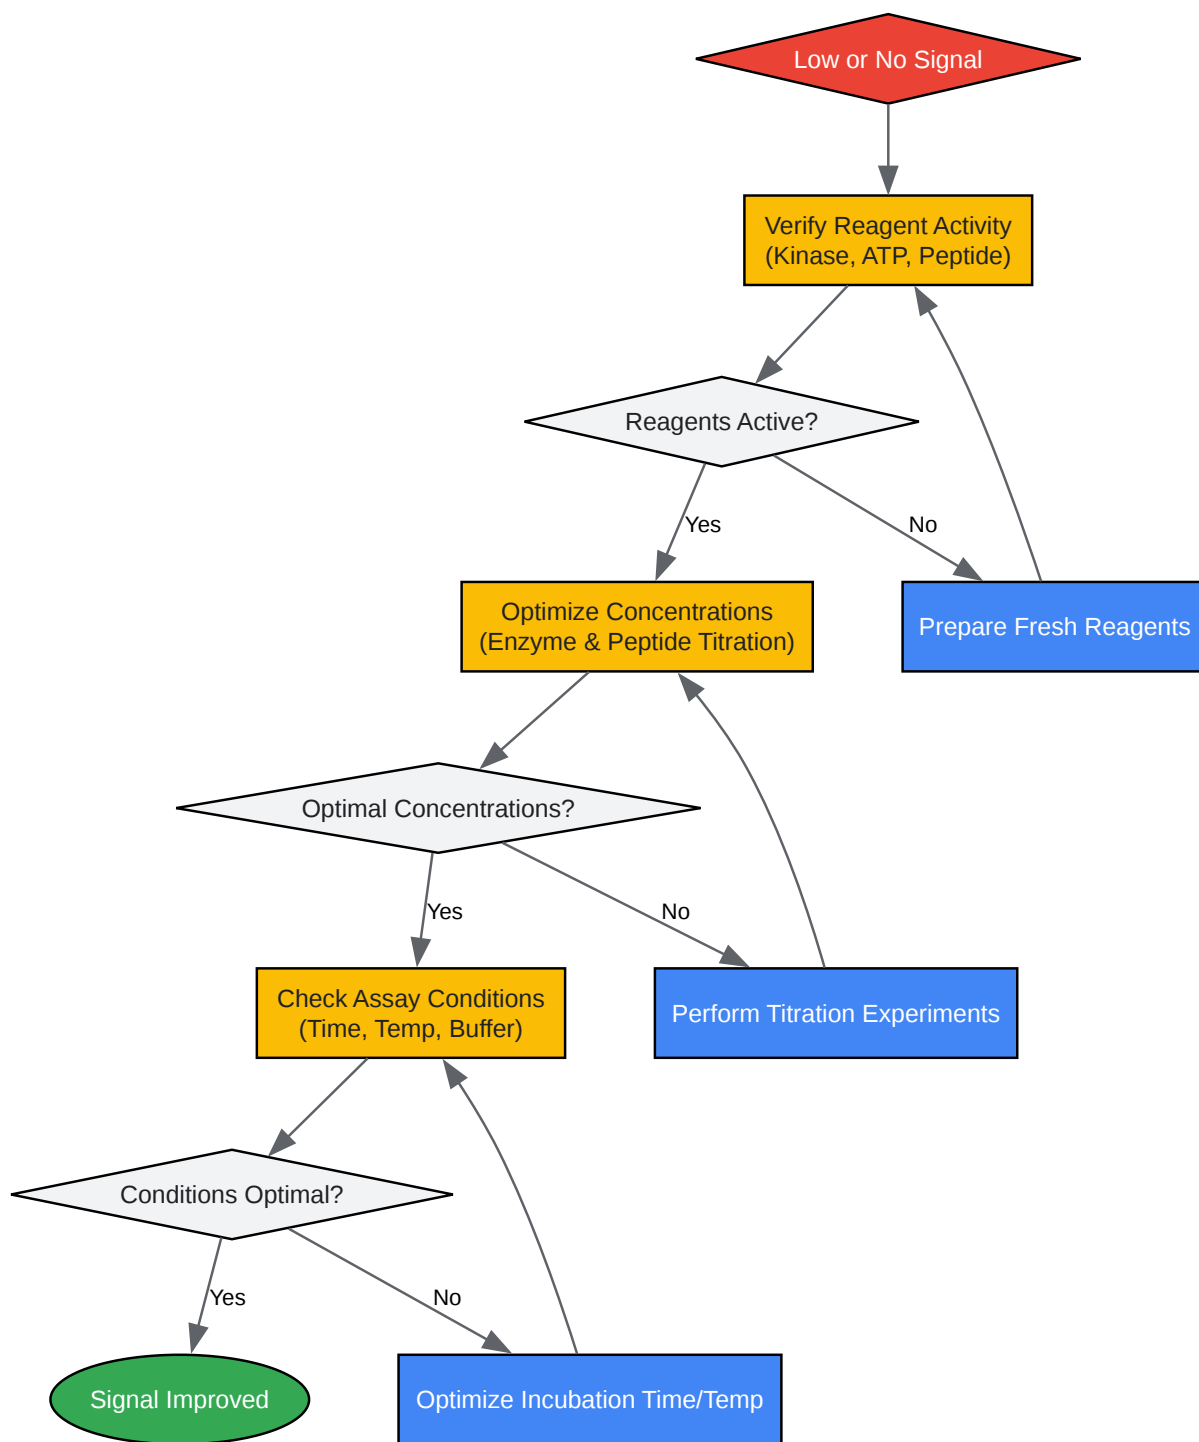 Low or No Signal
Verify Reagent Activity
(Kinase, ATP, Peptide)
Reagents Active?
Yes
No
Optimize Concentrations
(Enzyme & Peptide Titration)
Prepare Fresh Reagents
Optimal Concentrations?
Yes
No
Check Assay Conditions
(Time, Temp, Buffer)
Perform Titration Experiments
Conditions Optimal?
Yes
No
Signal Improved
Optimize Incubation Time/Temp